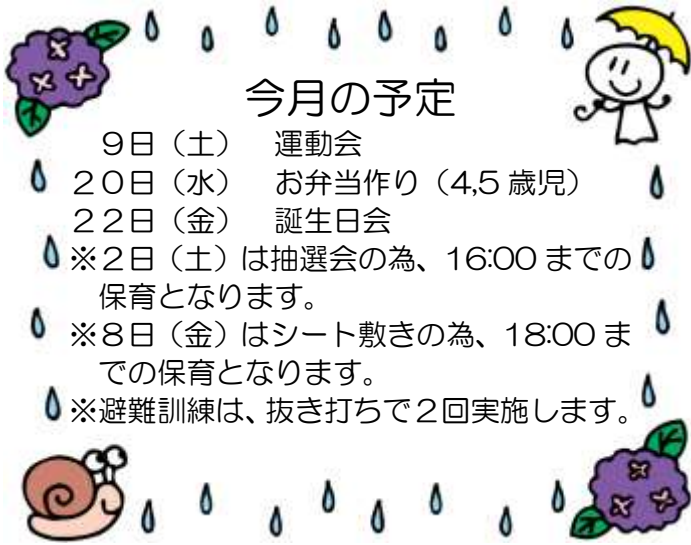 今月の予定
9日（土）　運動会
20日（水）　お弁当作り（4,5歳児）
22日（金）　誕生日会
※2日（土）は抽選会の為、16:00までの
保育となります。
※8日（金）はシート敷きの為、18:00ま
での保育となります。
※避難訓練は、抜き打ちで2回実施します。